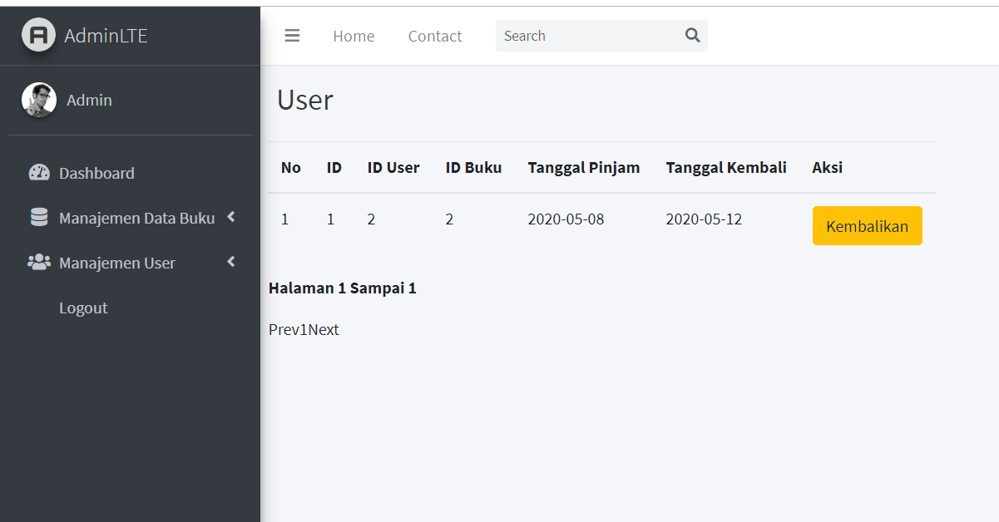 AdminLTE
Home Contact Search
Admin
User
Dashboard
Manajemen Data Buku
Manajemen User
Logout
No ID ID User ID Buku Tanggal Pinjam Tanggal Kembali Aksi
1 1 2 2 2020-05-08 2020-05-12 Kembalikan
Halaman 1 Sampai 1
Prev1Next